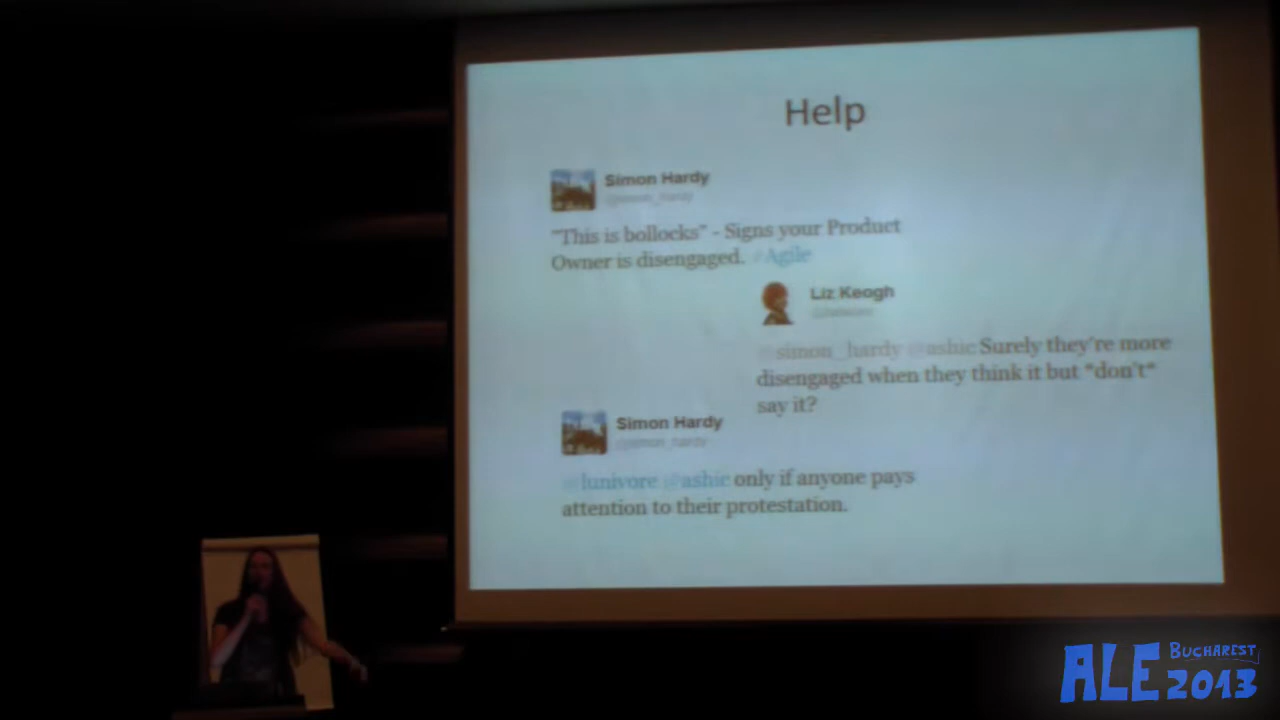 Help
Simon Hardy
@simon_hardy
"This is bollocks" - Signs your Product
Owner is disengaged. #Agile
Liz Keogh
@simon_hardy @ashic Surely they're more
disengaged when they think it but *don't*
say it?
Simon Hardy
@simon_hardy
@lunivore @ashic only if anyone pays
attention to their protestation.
ALE BUCHAREST
2013